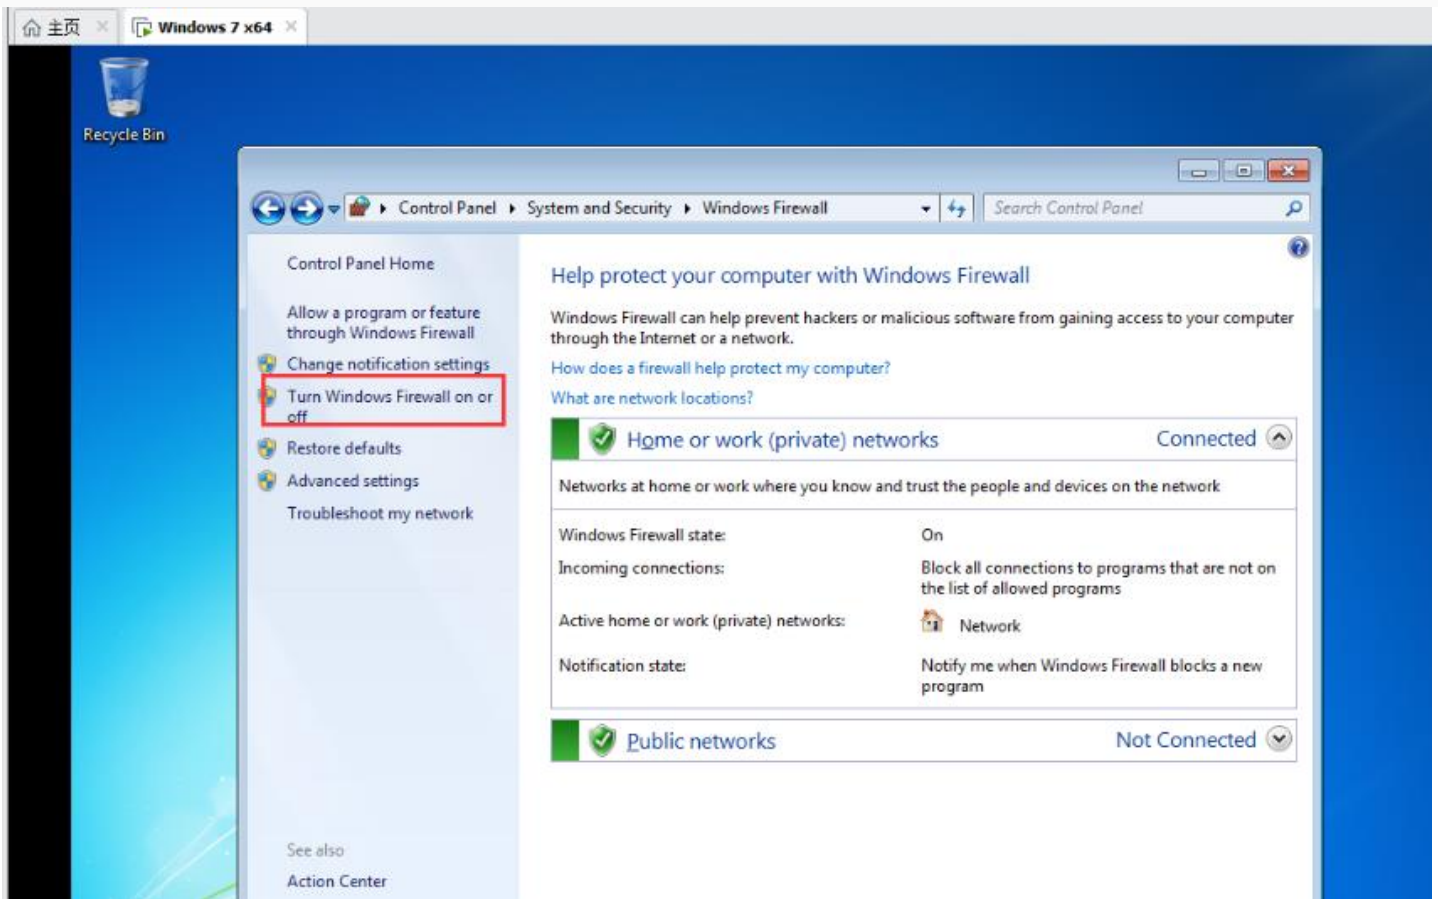 主页
Windows 7 x64
Recycle Bin
Control Panel
System and Security
Windows Firewall
Search Control Panel
Control Panel Home
Allow a program or feature
through Windows Firewall
Change notification settings
Turn Windows Firewall on or
off
Restore defaults
Advanced settings
Troubleshoot my network
See also
Action Center
Help protect your computer with Windows Firewall
Windows Firewall can help prevent hackers or malicious software from gaining access to your computer
through the Internet or a network.
How does a firewall help protect my computer?
What are network locations?
Home or work (private) networks Connected
Networks at home or work where you know and trust the people and devices on the network
Windows Firewall state: On
Incoming connections: Block all connections to programs that are not on
the list of allowed programs
Active home or work (private) networks: Network
Notification state: Notify me when Windows Firewall blocks a new
program
Public networks Not Connected